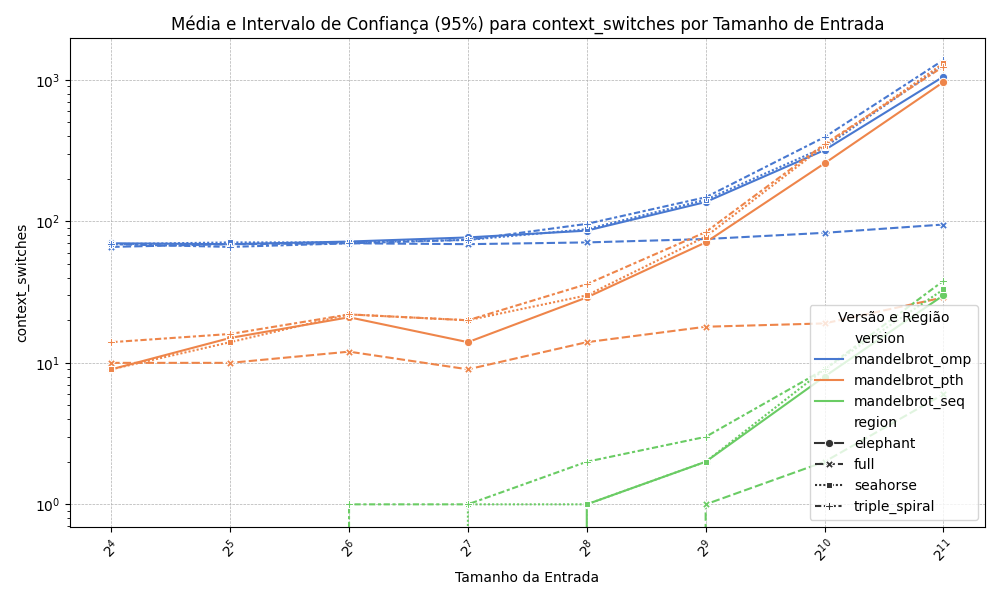 Média e Intervalo de Confiança (95%) para context_switches por Tamanho de Entrada
context_switches
10³
10²
10¹
10⁰
2⁴
2⁵
2⁶
2⁷
2⁸
2⁹
2¹⁰
2¹¹
Tamanho da Entrada
Versão e Região
version
mandelbrot_omp
mandelbrot_pth
mandelbrot_seq
region
elephant
full
seahorse
triple_spiral